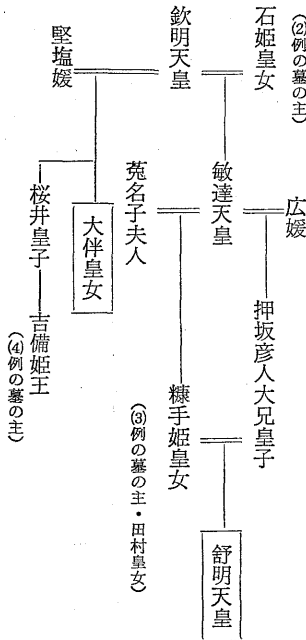 (2)例の墓の主)
石姫皇女
欽明天皇
堅塩媛
広媛
敏達天皇
菟名子夫人
大伴皇女
桜井皇子
吉備姫王
(4)例の墓の主)
押坂彦人大兄皇子
糠手姫皇女
(3)例の墓の主・田村皇女)
舒明天皇